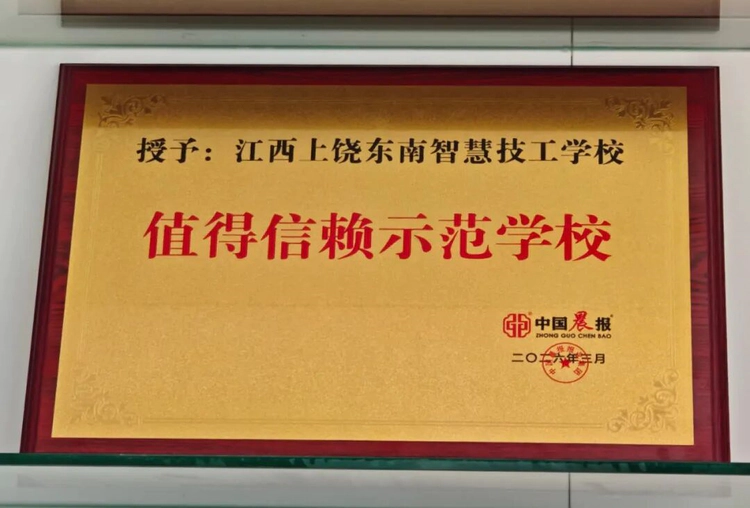 授予：江西上饶东南智慧技工学校
值得信赖示范学校
中国晨报
ZHONG GUO CHEN BAO
二〇二六年三月